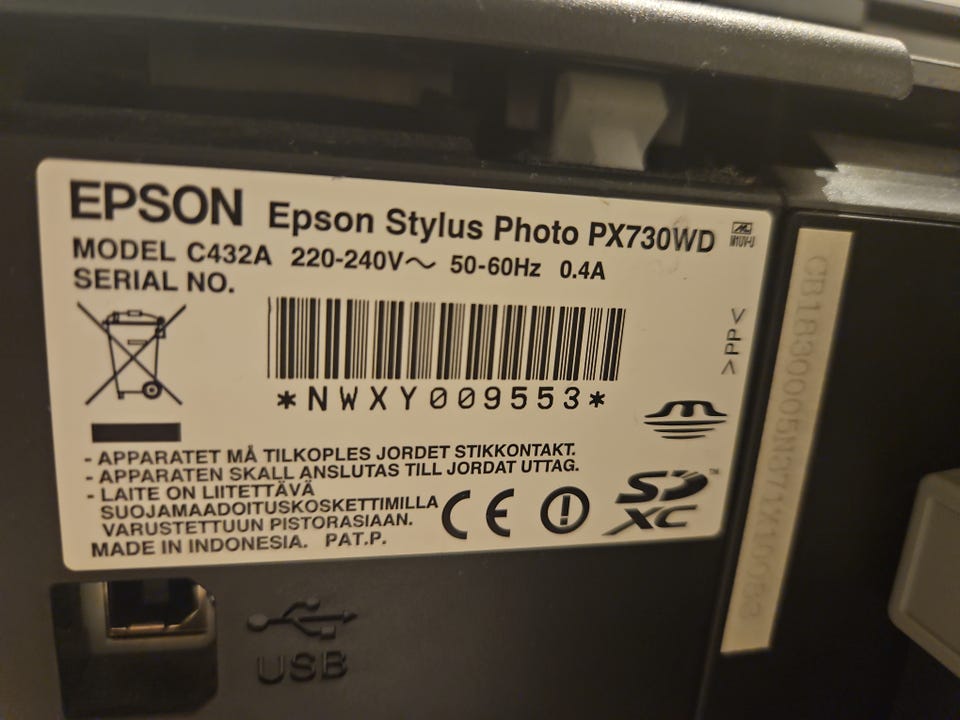 EPSON Epson Stylus Photo PX730WD
MODEL C432A 220-240V～ 50-60Hz 0.4A
SERIAL NO.
*NWXY009553*
>PP<
- APPARATET MÅ TILKOPLES JORDET STIKKONTAKT.
- APPARATEN SKALL ANSLUTAS TILL JORDAT UTTAG.
- LAITE ON LIITETTÄVÄ
SUOJAMAADOITUSKOSKETTIMILLA
VARUSTETTUUN PISTORASIAAN.
MADE IN INDONESIA. PAT.P.
CE
SD XC™
USB